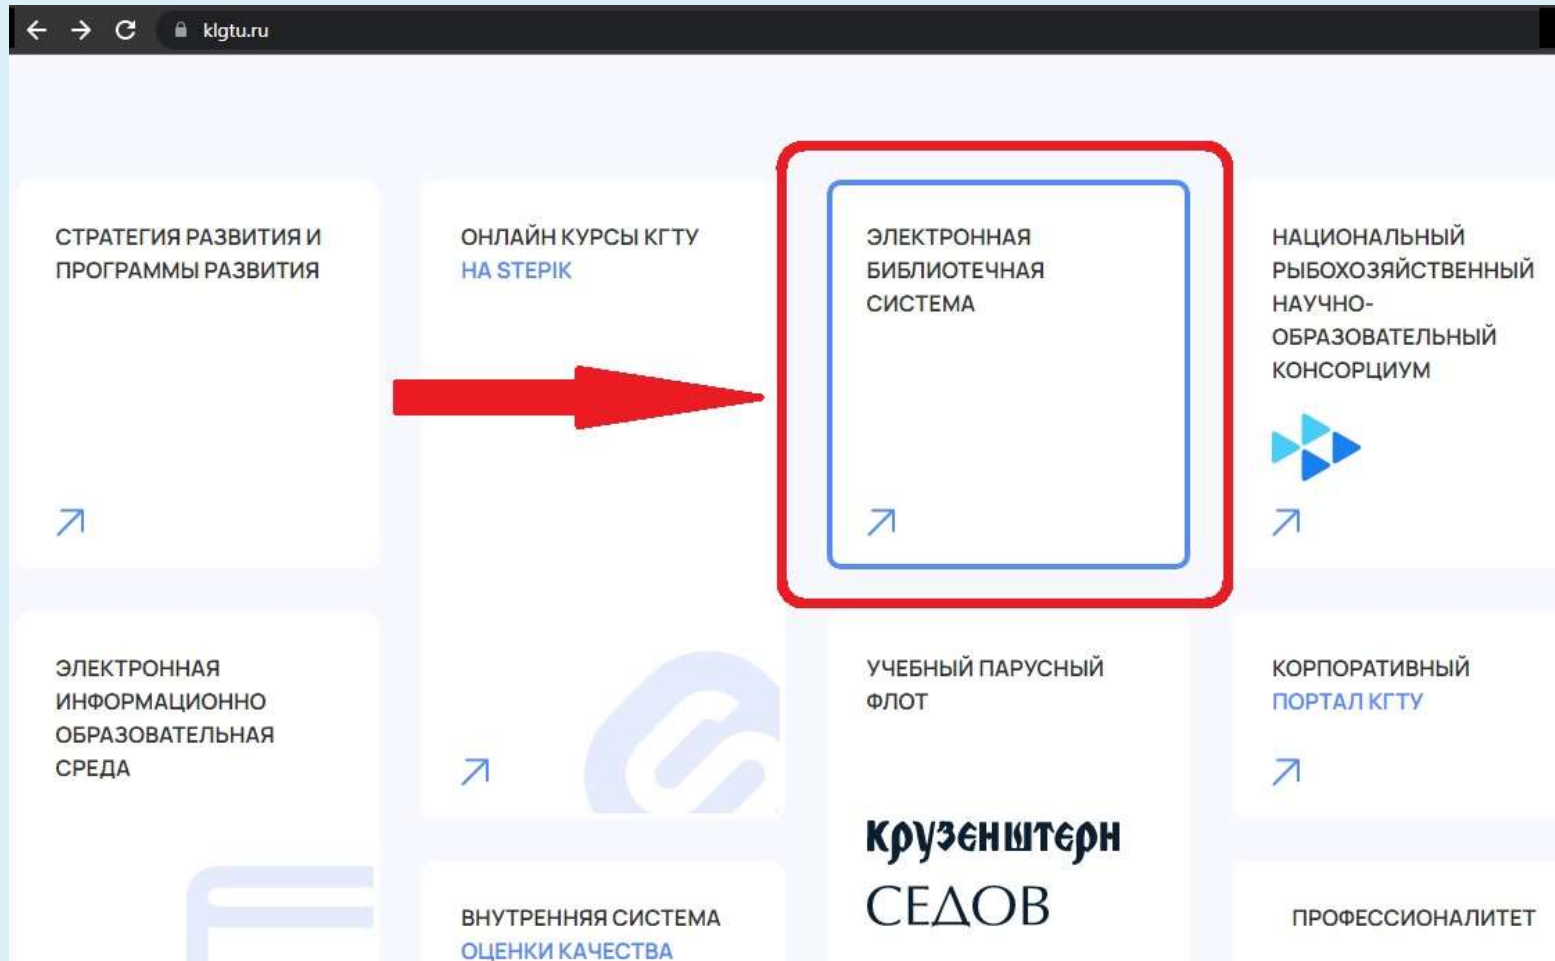 klgtu.ru
СТРАТЕГИЯ РАЗВИТИЯ И
ПРОГРАММЫ РАЗВИТИЯ
ОНЛАЙН КУРСЫ КГТУ
НА STEPIK
ЭЛЕКТРОННАЯ
БИБЛИОТЕЧНАЯ
СИСТЕМА
НАЦИОНАЛЬНЫЙ
РЫБОХОЗЯЙСТВЕННЫЙ
НАУЧНО-
ОБРАЗОВАТЕЛЬНЫЙ
КОНСОРЦИУМ
ЭЛЕКТРОННАЯ
ИНФОРМАЦИОННО
ОБРАЗОВАТЕЛЬНАЯ
СРЕДА
УЧЕБНЫЙ ПАРУСНЫЙ
ФЛОТ
Крузенштерн
СЕДОВ
КОРПОРАТИВНЫЙ
ПОРТАЛ КГТУ
ВНУТРЕННЯЯ СИСТЕМА
ОЦЕНКИ КАЧЕСТВА
ПРОФЕССИОНАЛИТЕТ